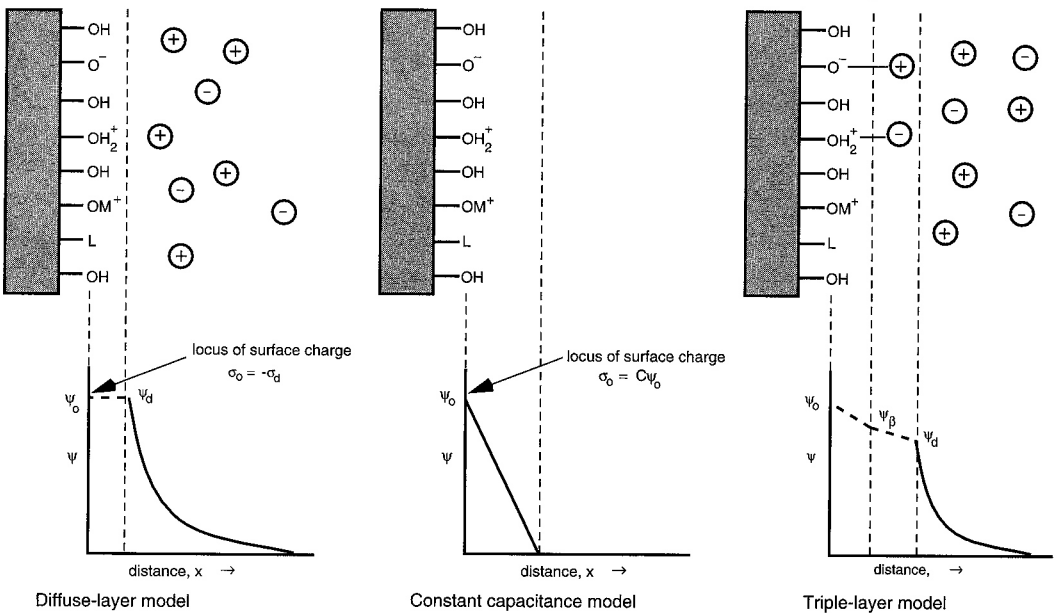 OH
O⁻
OH
OH₂⁺
OH
OM⁺
L
OH
+
+
-
+
+
-
-
+
locus of surface charge
σₒ = -σd
ψₒ
ψd
ψ
distance, x →
Diffuse-layer model
OH
O⁻
OH
OH₂⁺
OH
OM⁺
L
OH
locus of surface charge
σₒ = Cψₒ
ψₒ
ψ
distance, x →
Constant capacitance model
OH
O⁻
OH
OH₂⁺
OH
OM⁺
L
OH
+
+
-
-
+
-
+
-
+
ψₒ
ψβ
ψd
ψ
distance, →
Triple-layer model